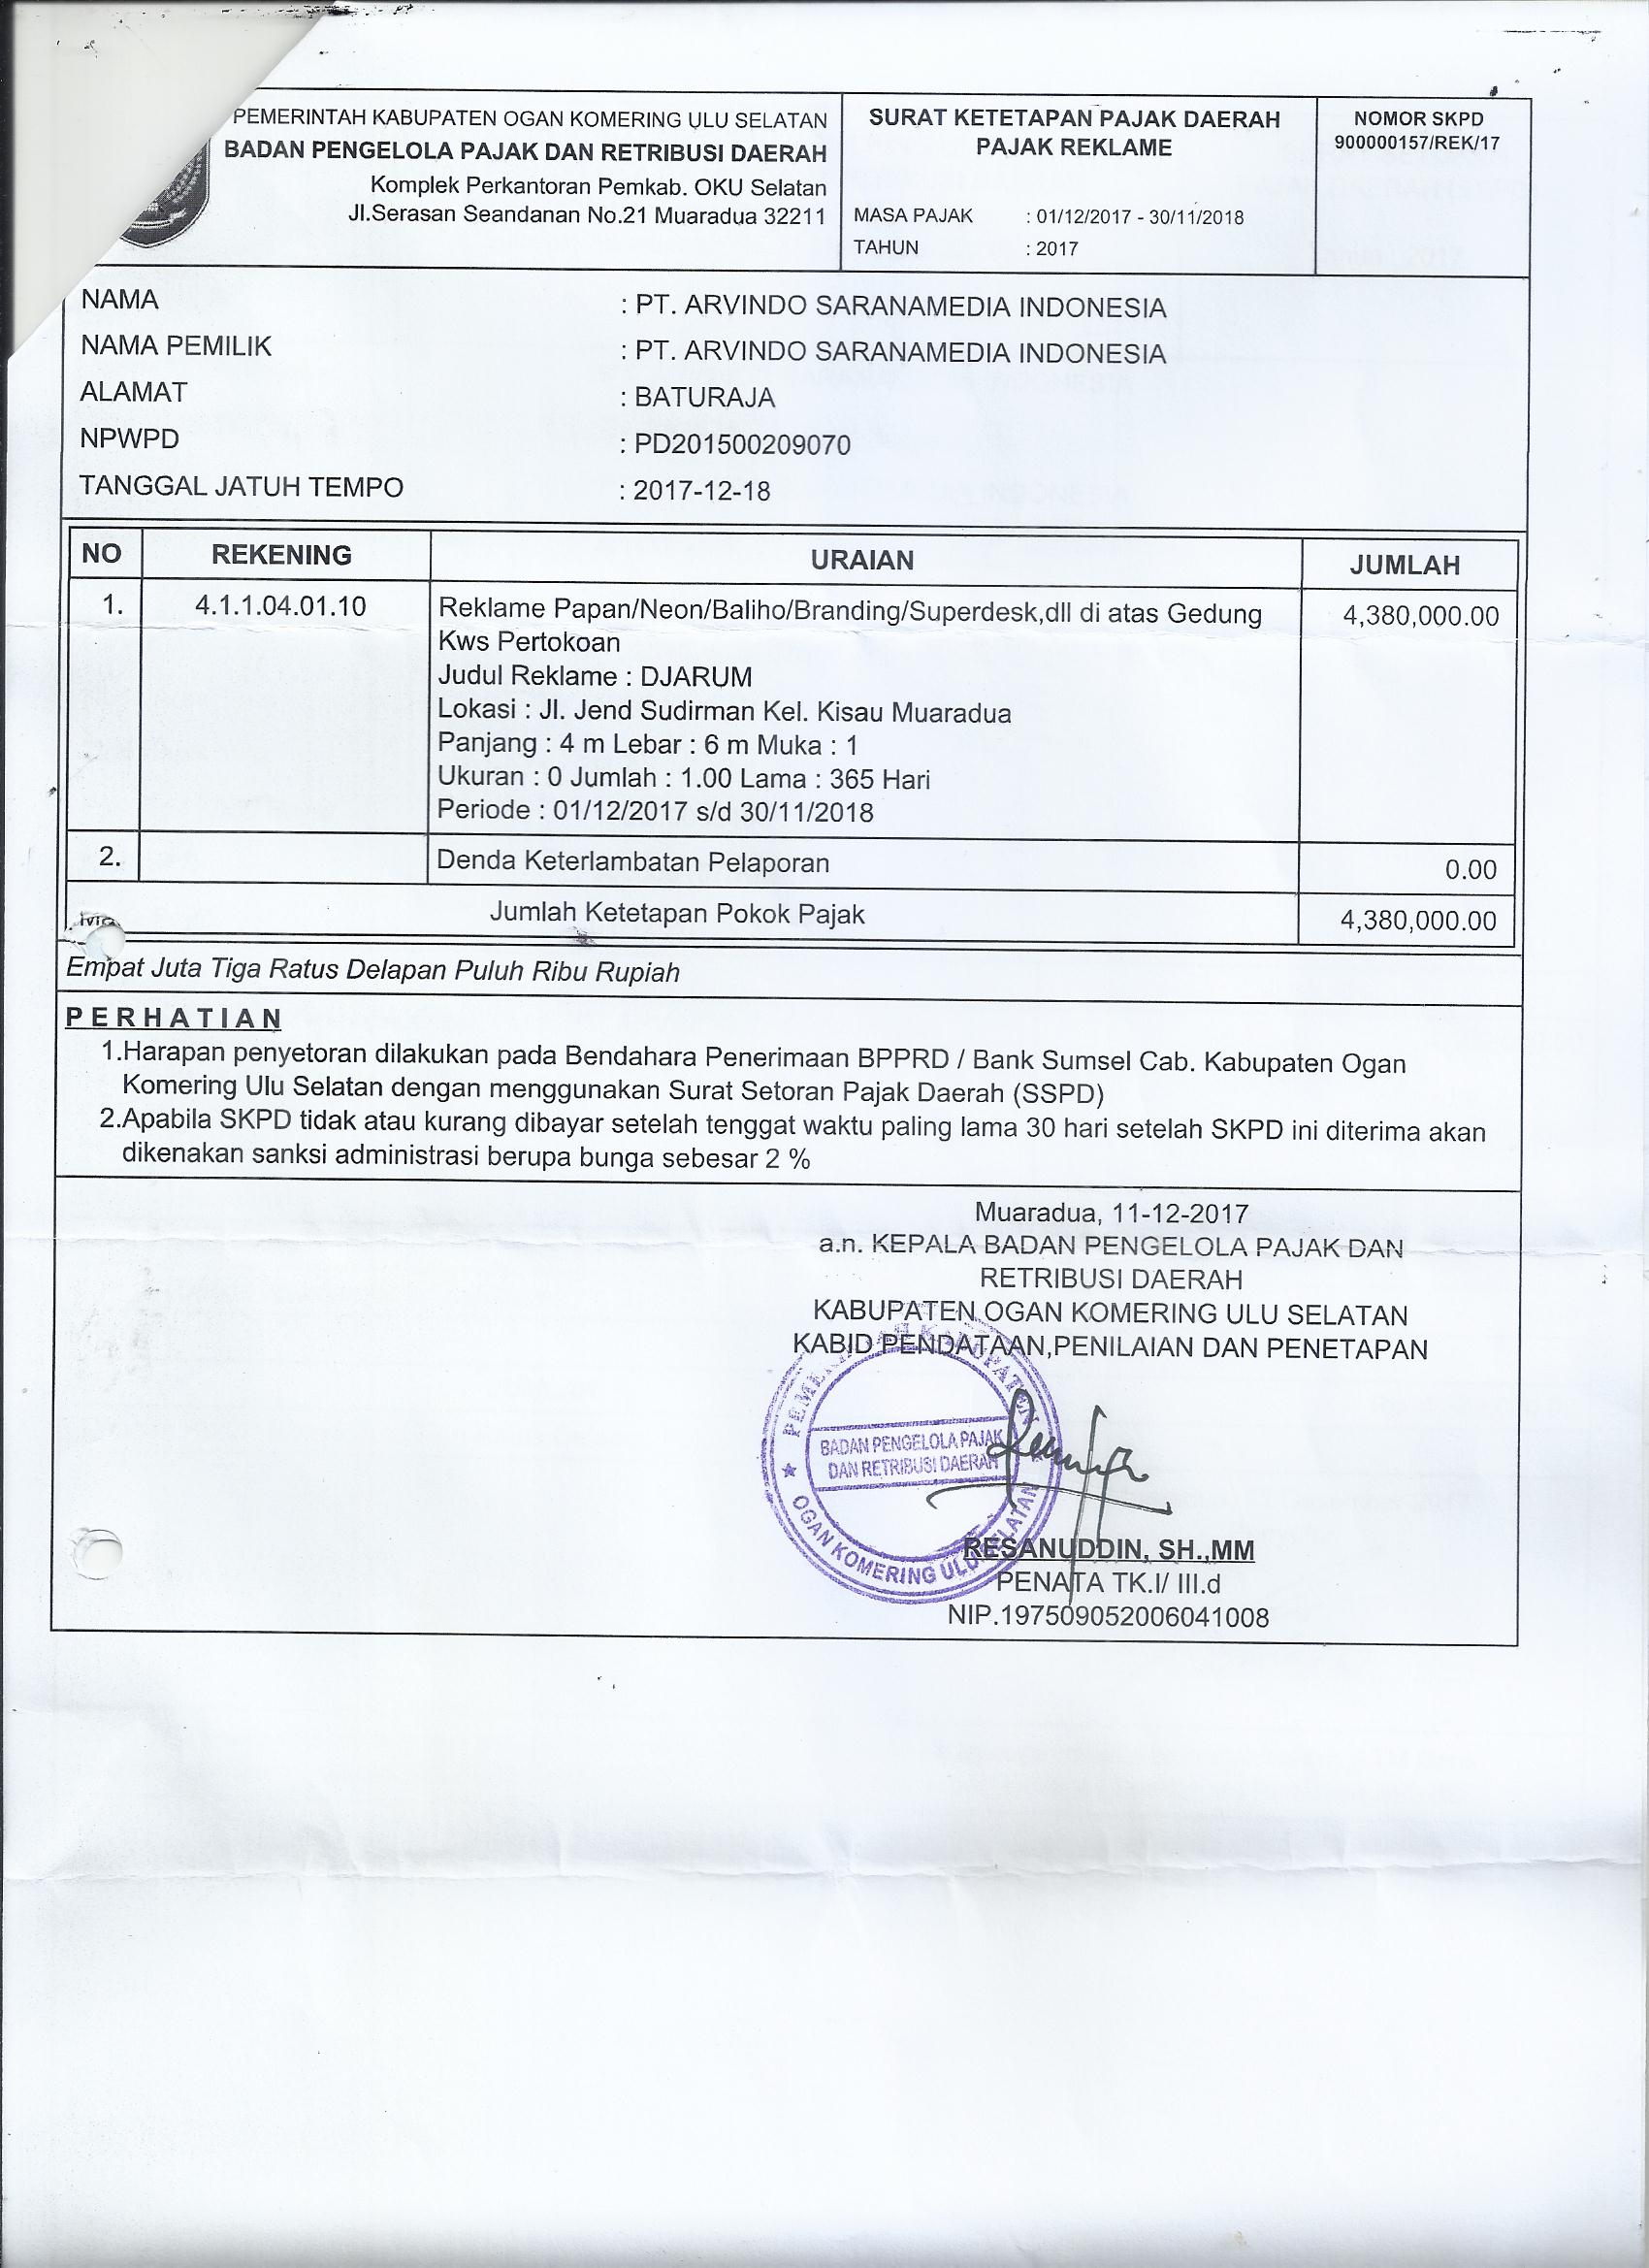 PEMERINTAH KABUPATEN OGAN KOMERING ULU SELATAN
BADAN PENGELOLA PAJAK DAN RETRIBUSI DAERAH
Komplek Perkantoran Pemkab. OKU Selatan
Jl.Serasan Seandanan No.21 Muaradua 32211
SURAT KETETAPAN PAJAK DAERAH
PAJAK REKLAME
MASA PAJAK : 01/12/2017 - 30/11/2018
TAHUN : 2017
NOMOR SKPD
900000157/REK/17
NAMA : PT. ARVINDO SARANAMEDIA INDONESIA
NAMA PEMILIK : PT. ARVINDO SARANAMEDIA INDONESIA
ALAMAT : BATURAJA
NPWPD : PD201500209070
TANGGAL JATUH TEMPO : 2017-12-18
NO REKENING URAIAN JUMLAH
1. 4.1.1.04.01.10 Reklame Papan/Neon/Baliho/Branding/Superdesk,dll di atas Gedung 4,380,000.00
Kws Pertokoan
Judul Reklame : DJARUM
Lokasi : Jl. Jend Sudirman Kel. Kisau Muaradua
Panjang : 4 m Lebar : 6 m Muka : 1
Ukuran : 0 Jumlah : 1.00 Lama : 365 Hari
Periode : 01/12/2017 s/d 30/11/2018
2. Denda Keterlambatan Pelaporan 0.00
Jumlah Ketetapan Pokok Pajak 4,380,000.00
Empat Juta Tiga Ratus Delapan Puluh Ribu Rupiah
PERHATIAN
1.Harapan penyetoran dilakukan pada Bendahara Penerimaan BPPRD / Bank Sumsel Cab. Kabupaten Ogan
Komering Ulu Selatan dengan menggunakan Surat Setoran Pajak Daerah (SSPD)
2.Apabila SKPD tidak atau kurang dibayar setelah tenggat waktu paling lama 30 hari setelah SKPD ini diterima akan
dikenakan sanksi administrasi berupa bunga sebesar 2 %
Muaradua, 11-12-2017
a.n. KEPALA BADAN PENGELOLA PAJAK DAN
RETRIBUSI DAERAH
KABUPATEN OGAN KOMERING ULU SELATAN
KABID PENDATAAN,PENILAIAN DAN PENETAPAN
BADAN PENGELOLA PAJAK
DAN RETRIBUSI DAERAH
OGAN KOMERING ULU SELATAN
RESANUDDIN, SH.,MM
PENATA TK.I/ III.d
NIP.197509052006041008